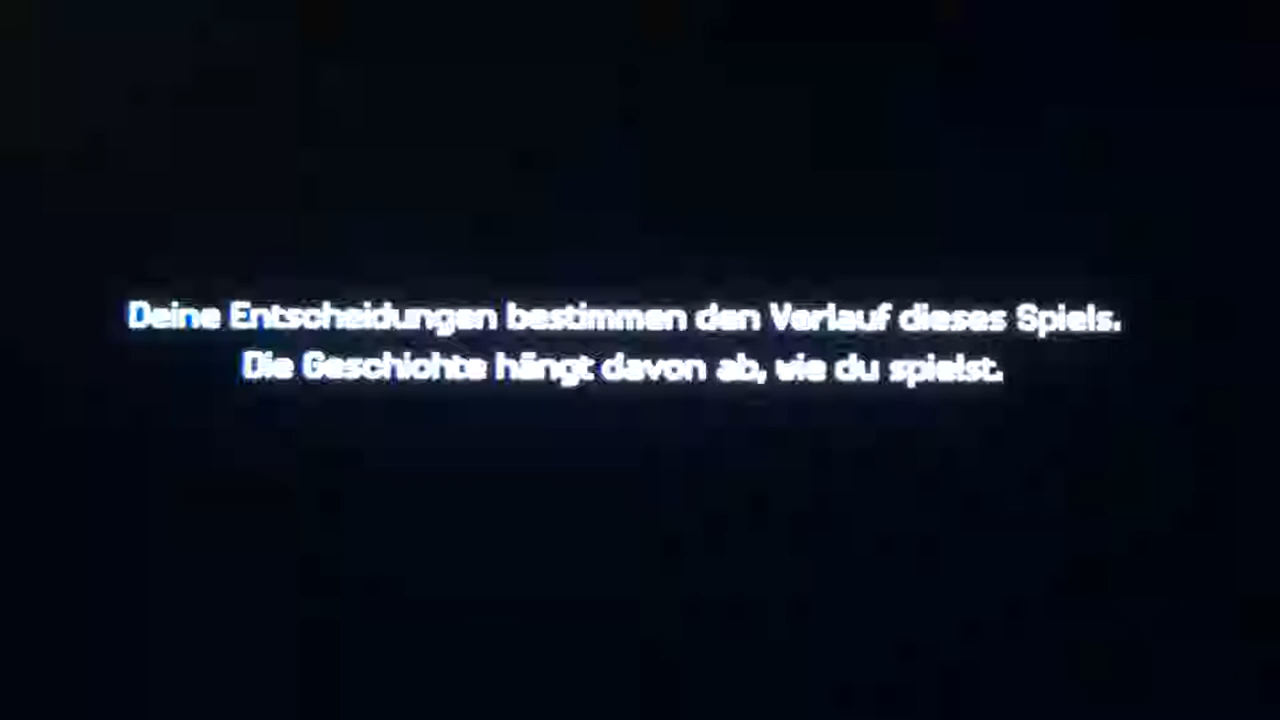 Deine Entscheidungen bestimmen den Verlauf dieses Spiels.
Die Geschichte hängt davon ab, wie du spielst.